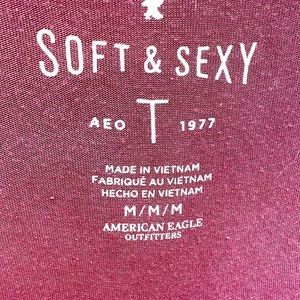 SOFT & SEXY
AEO T 1977
MADE IN VIETNAM
FABRIQUÉ AU VIETNAM
HECHO EN VIETNAM
M/M/M
AMERICAN EAGLE
OUTFITTERS